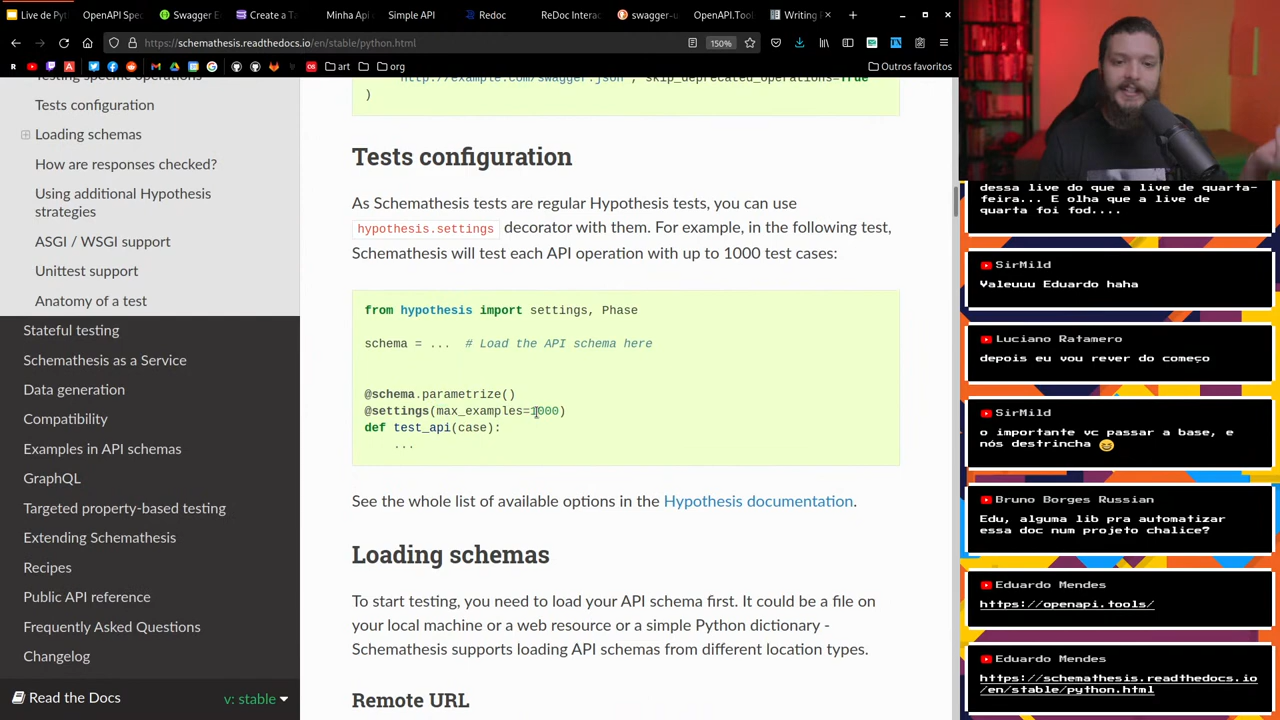 Live de Py
OpenAPI Spec
Swagger E
Create a Ta
Minha Api
Simple API
Redoc
ReDoc Interac
swagger-u
OpenAPI.Tool
Writing
https://schemathesis.readthedocs.io/en/stable/python.html
150%
art
org
Outros favoritos
Testing specific operations
Tests configuration
Loading schemas
How are responses checked?
Using additional Hypothesis
strategies
ASGI / WSGI support
Unittest support
Anatomy of a test
Stateful testing
Schemathesis as a Service
Data generation
Compatibility
Examples in API schemas
GraphQL
Targeted property-based testing
Extending Schemathesis
Recipes
Public API reference
Frequently Asked Questions
Changelog
Read the Docs
v: stable
"http://example.com/swagger.json", skip_deprecated_operations=True
)
Tests configuration
As Schemathesis tests are regular Hypothesis tests, you can use
hypothesis.settings decorator with them. For example, in the following test,
Schemathesis will test each API operation with up to 1000 test cases:
from hypothesis import settings, Phase
schema = ... # Load the API schema here
@schema.parametrize()
@settings(max_examples=1000)
def test_api(case):
...
See the whole list of available options in the Hypothesis documentation.
Loading schemas
To start testing, you need to load your API schema first. It could be a file on
your local machine or a web resource or a simple Python dictionary -
Schemathesis supports loading API schemas from different location types.
Remote URL
dessa live do que a live de quarta-
feira... E olha que a live de
quarta foi fod....
SirMild
Valeuuu Eduardo haha
Luciano Ratamero
depois eu vou rever do começo
SirMild
o importante vc passar a base, e
nós destrincha
Bruno Borges Russian
Edu, alguma lib pra automatizar
essa doc num projeto chalice?
Eduardo Mendes
https://openapi.tools/
Eduardo Mendes
https://schemathesis.readthedocs.io
/en/stable/python.html